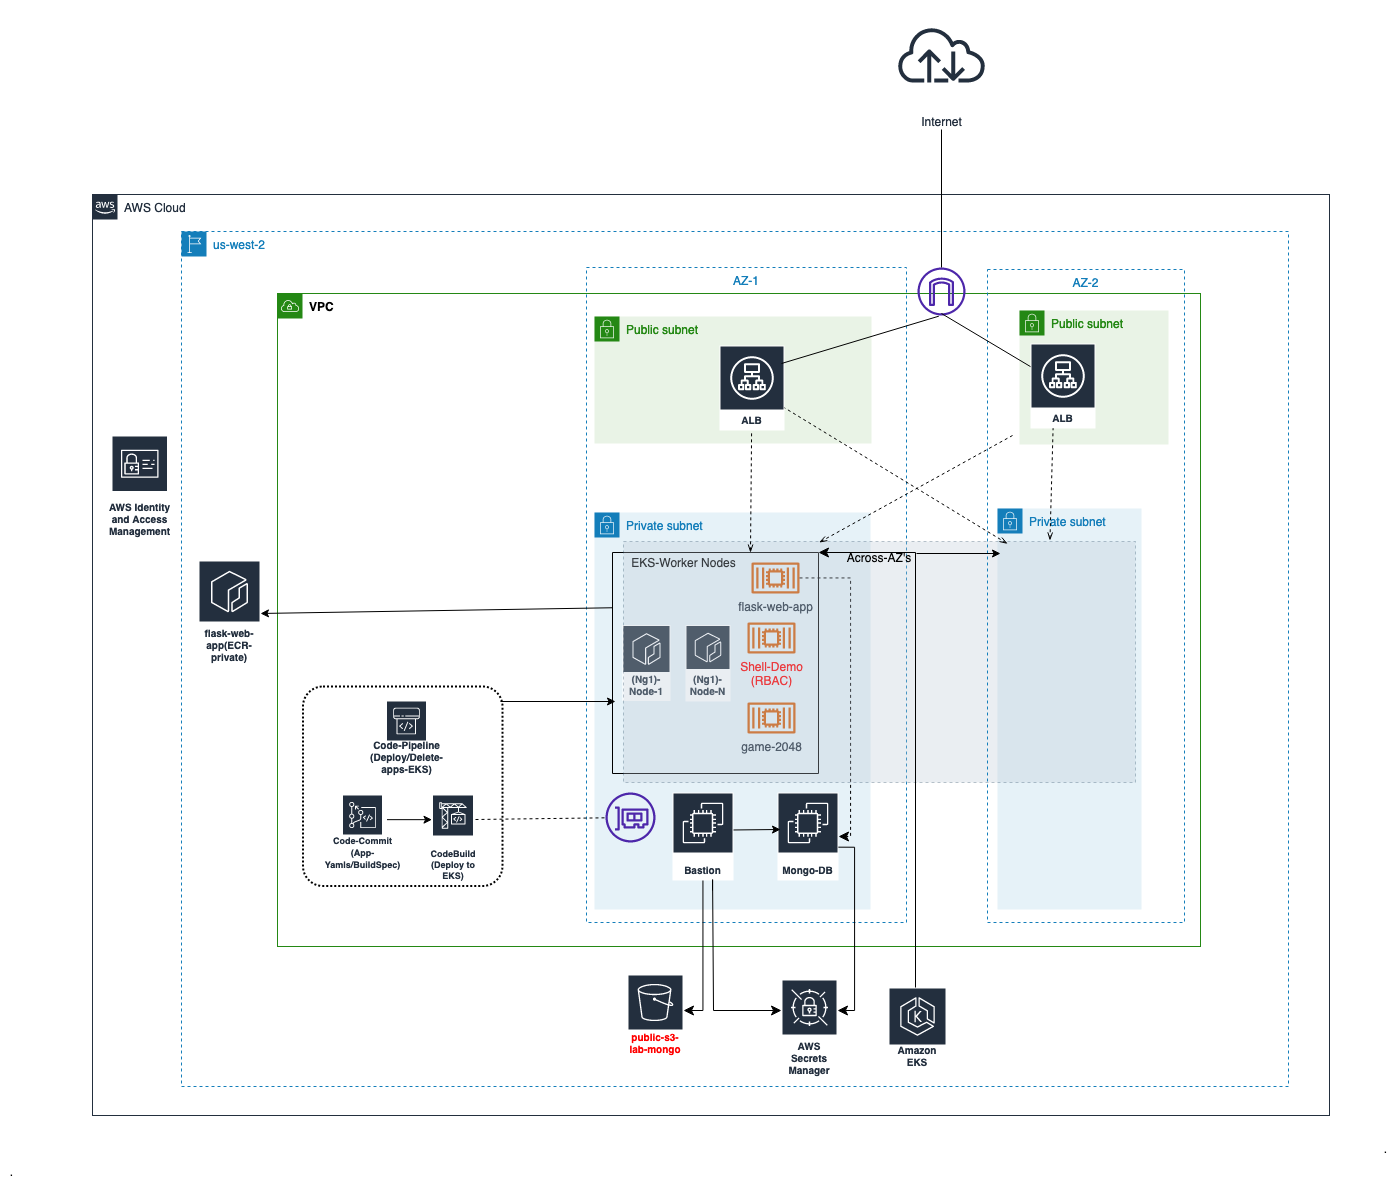 Internet
aws
AWS Cloud
us-west-2
AZ-1
AZ-2
VPC
Public subnet
Public subnet
ALB
ALB
AWS Identity
and Access
Management
Private subnet
Private subnet
EKS-Worker Nodes
Across-AZ's
flask-web-app
flask-web-
app(ECR-
private)
(Ng1)-
Node-1
(Ng1)-
Node-N
Shell-Demo
(RBAC)
game-2048
Code-Pipeline
(Deploy/Delete-
apps-EKS)
Code-Commit
(App-
Yamls/BuildSpec)
CodeBuild
(Deploy to
EKS)
Bastion
Mongo-DB
public-s3-
lab-mongo
AWS
Secrets
Manager
K
Amazon
EKS
.
.